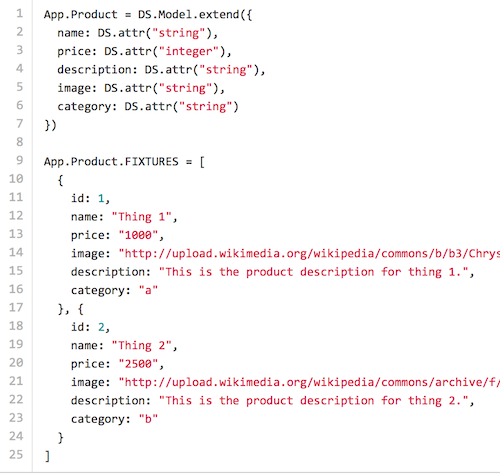 1 App.Product = DS.Model.extend({
2   name: DS.attr("string"),
3   price: DS.attr("integer"),
4   description: DS.attr("string"),
5   image: DS.attr("string"),
6   category: DS.attr("string")
7 })
8
9 App.Product.FIXTURES = [
10   {
11     id: 1,
12     name: "Thing 1",
13     price: "1000",
14     image: "http://upload.wikimedia.org/wikipedia/commons/b/b3/Chrys
15     description: "This is the product description for thing 1.",
16     category: "a"
17   }, {
18     id: 2,
19     name: "Thing 2",
20     price: "2500",
21     image: "http://upload.wikimedia.org/wikipedia/commons/archive/f/
22     description: "This is the product description for thing 2.",
23     category: "b"
24   }
25 ]